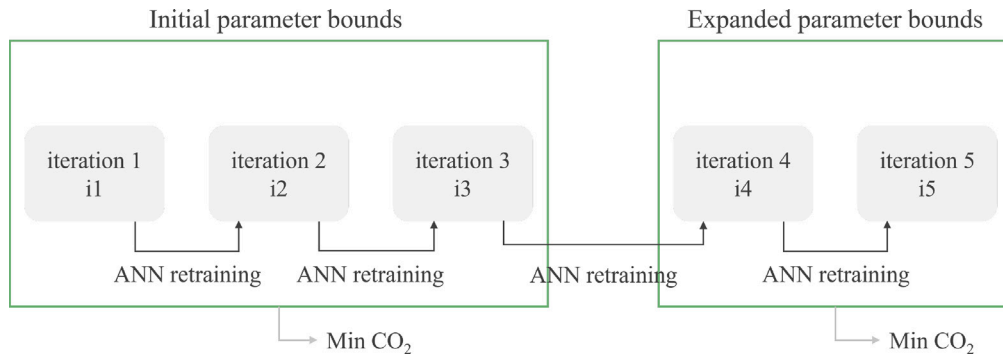 Initial parameter bounds
Expanded parameter bounds
iteration 1
i1
iteration 2
i2
iteration 3
i3
iteration 4
i4
iteration 5
i5
ANN retraining
ANN retraining
ANN retraining
ANN retraining
Min CO₂
Min CO₂